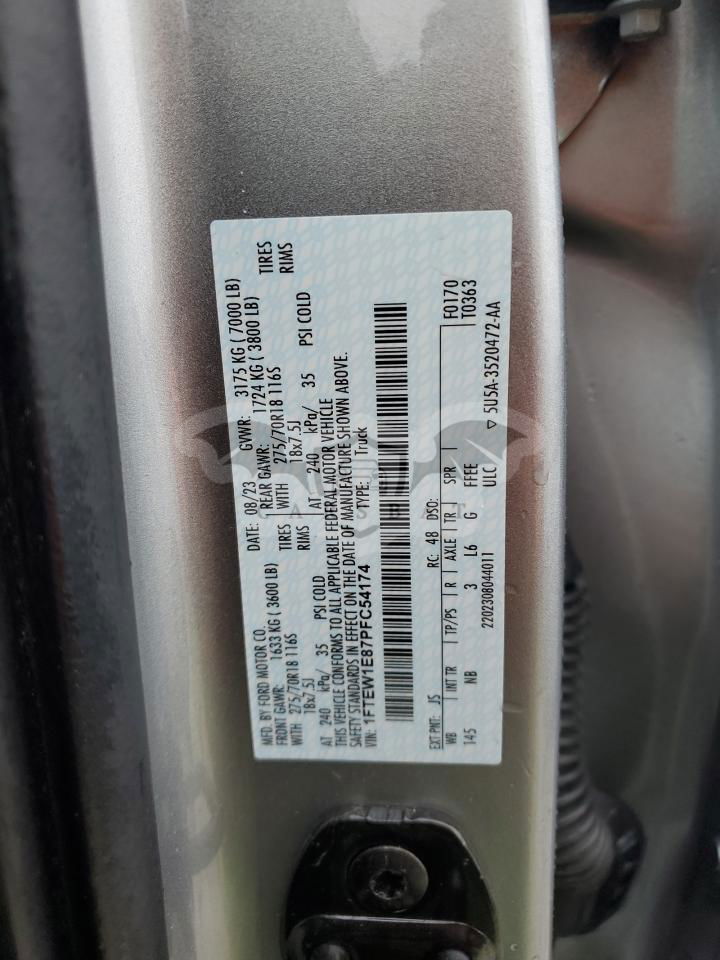 MFD. BY FORD MOTOR CO. DATE: 08/23 GVWR: 3175 KG ( 7000 LB)
FRONT GAWR: 1633 KG ( 3600 LB) REAR GAWR: 1724 KG ( 3800 LB)
WITH 275/70R18 116S TIRES WITH 275/70R18 116S TIRES
18x7.5J RIMS 18x7.5J RIMS
AT 240 kPa/ 35 PSI COLD AT 240 kPa/ 35 PSI COLD
THIS VEHICLE CONFORMS TO ALL APPLICABLE FEDERAL MOTOR VEHICLE
SAFETY STANDARDS IN EFFECT ON THE DATE OF MANUFACTURE SHOWN ABOVE.
VIN: 1FTEW1E87PFC54174 TYPE: Truck
EXT PNT: JS RC: 48 DSO: F0170
WB INT TR TP/PS R AXLE TR SPR T0363
145 NB 3 L6 G FFEE
2202308044011 ULC ▽ 5U5A-3520472-AA